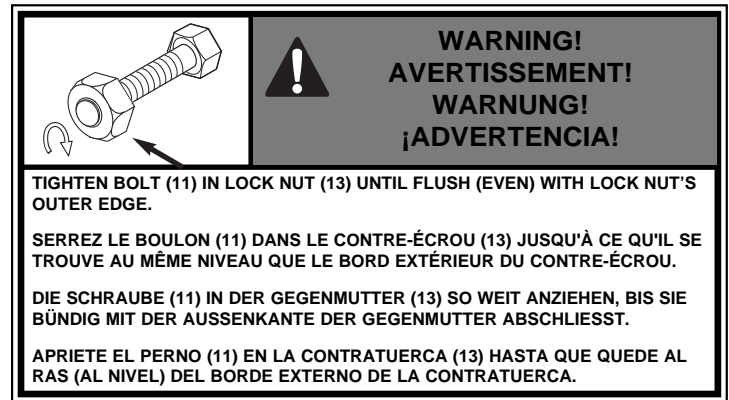 WARNING!
AVERTISSEMENT!
WARNUNG!
¡ADVERTENCIA!
TIGHTEN BOLT (11) IN LOCK NUT (13) UNTIL FLUSH (EVEN) WITH LOCK NUT'S
OUTER EDGE.
SERREZ LE BOULON (11) DANS LE CONTRE-ÉCROU (13) JUSQU'À CE QU'IL SE
TROUVE AU MÊME NIVEAU QUE LE BORD EXTÉRIEUR DU CONTRE-ÉCROU.
DIE SCHRAUBE (11) IN DER GEGENMUTTER (13) SO WEIT ANZIEHEN, BIS SIE
BÜNDIG MIT DER AUSSENKANTE DER GEGENMUTTER ABSCHLIESST.
APRIETE EL PERNO (11) EN LA CONTRATUERCA (13) HASTA QUE QUEDE AL
RAS (AL NIVEL) DEL BORDE EXTERNO DE LA CONTRATUERCA.